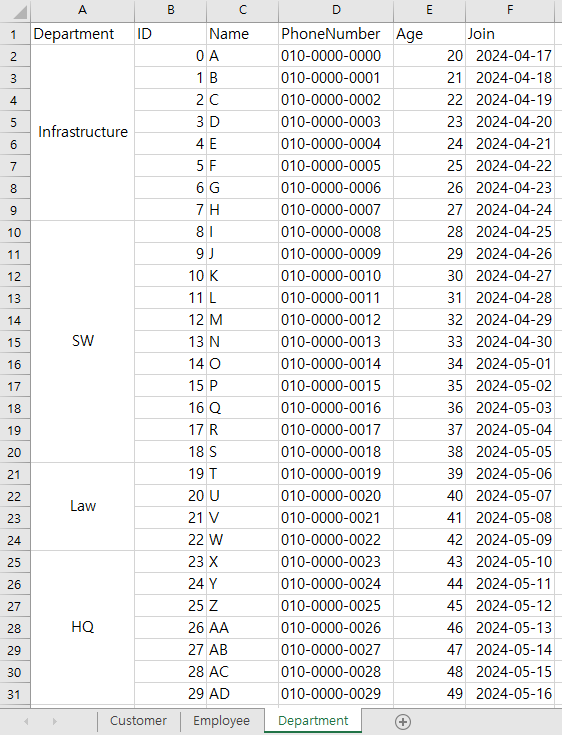 A B C D E F
1 Department ID Name PhoneNumber Age Join
2 0 A 010-0000-0000 20 2024-04-17
3 1 B 010-0000-0001 21 2024-04-18
4 2 C 010-0000-0002 22 2024-04-19
5 3 D 010-0000-0003 23 2024-04-20
Infrastructure
6 4 E 010-0000-0004 24 2024-04-21
7 5 F 010-0000-0005 25 2024-04-22
8 6 G 010-0000-0006 26 2024-04-23
9 7 H 010-0000-0007 27 2024-04-24
10 8 I 010-0000-0008 28 2024-04-25
11 9 J 010-0000-0009 29 2024-04-26
12 10 K 010-0000-0010 30 2024-04-27
13 11 L 010-0000-0011 31 2024-04-28
14 12 M 010-0000-0012 32 2024-04-29
15 SW 13 N 010-0000-0013 33 2024-04-30
16 14 O 010-0000-0014 34 2024-05-01
17 15 P 010-0000-0015 35 2024-05-02
18 16 Q 010-0000-0016 36 2024-05-03
19 17 R 010-0000-0017 37 2024-05-04
20 18 S 010-0000-0018 38 2024-05-05
21 19 T 010-0000-0019 39 2024-05-06
22 20 U 010-0000-0020 40 2024-05-07
Law
23 21 V 010-0000-0021 41 2024-05-08
24 22 W 010-0000-0022 42 2024-05-09
25 23 X 010-0000-0023 43 2024-05-10
26 24 Y 010-0000-0024 44 2024-05-11
27 25 Z 010-0000-0025 45 2024-05-12
28 HQ 26 AA 010-0000-0026 46 2024-05-13
29 27 AB 010-0000-0027 47 2024-05-14
30 28 AC 010-0000-0028 48 2024-05-15
31 29 AD 010-0000-0029 49 2024-05-16
Customer Employee Department